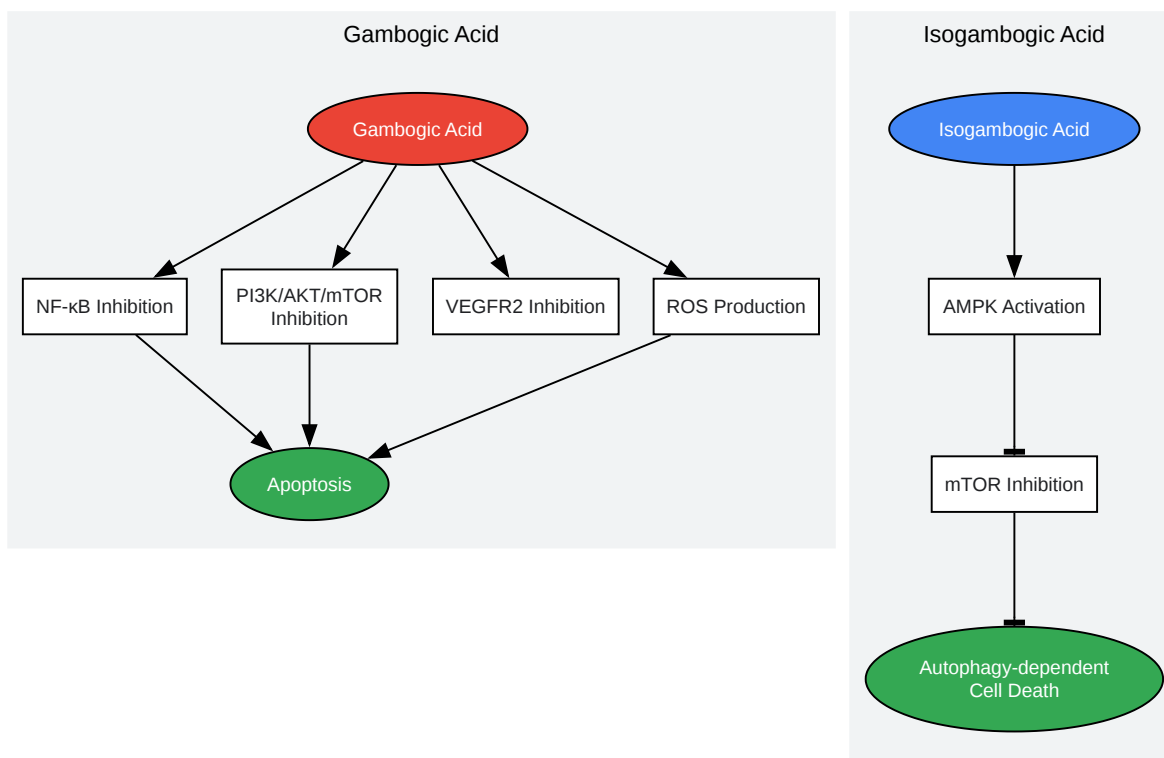 Gambogic Acid
Gambogic Acid
NF-κB Inhibition
PI3K/AKT/mTOR
Inhibition
VEGFR2 Inhibition
ROS Production
Apoptosis
Isogambogic Acid
Isogambogic Acid
AMPK Activation
mTOR Inhibition
Autophagy-dependent
Cell Death